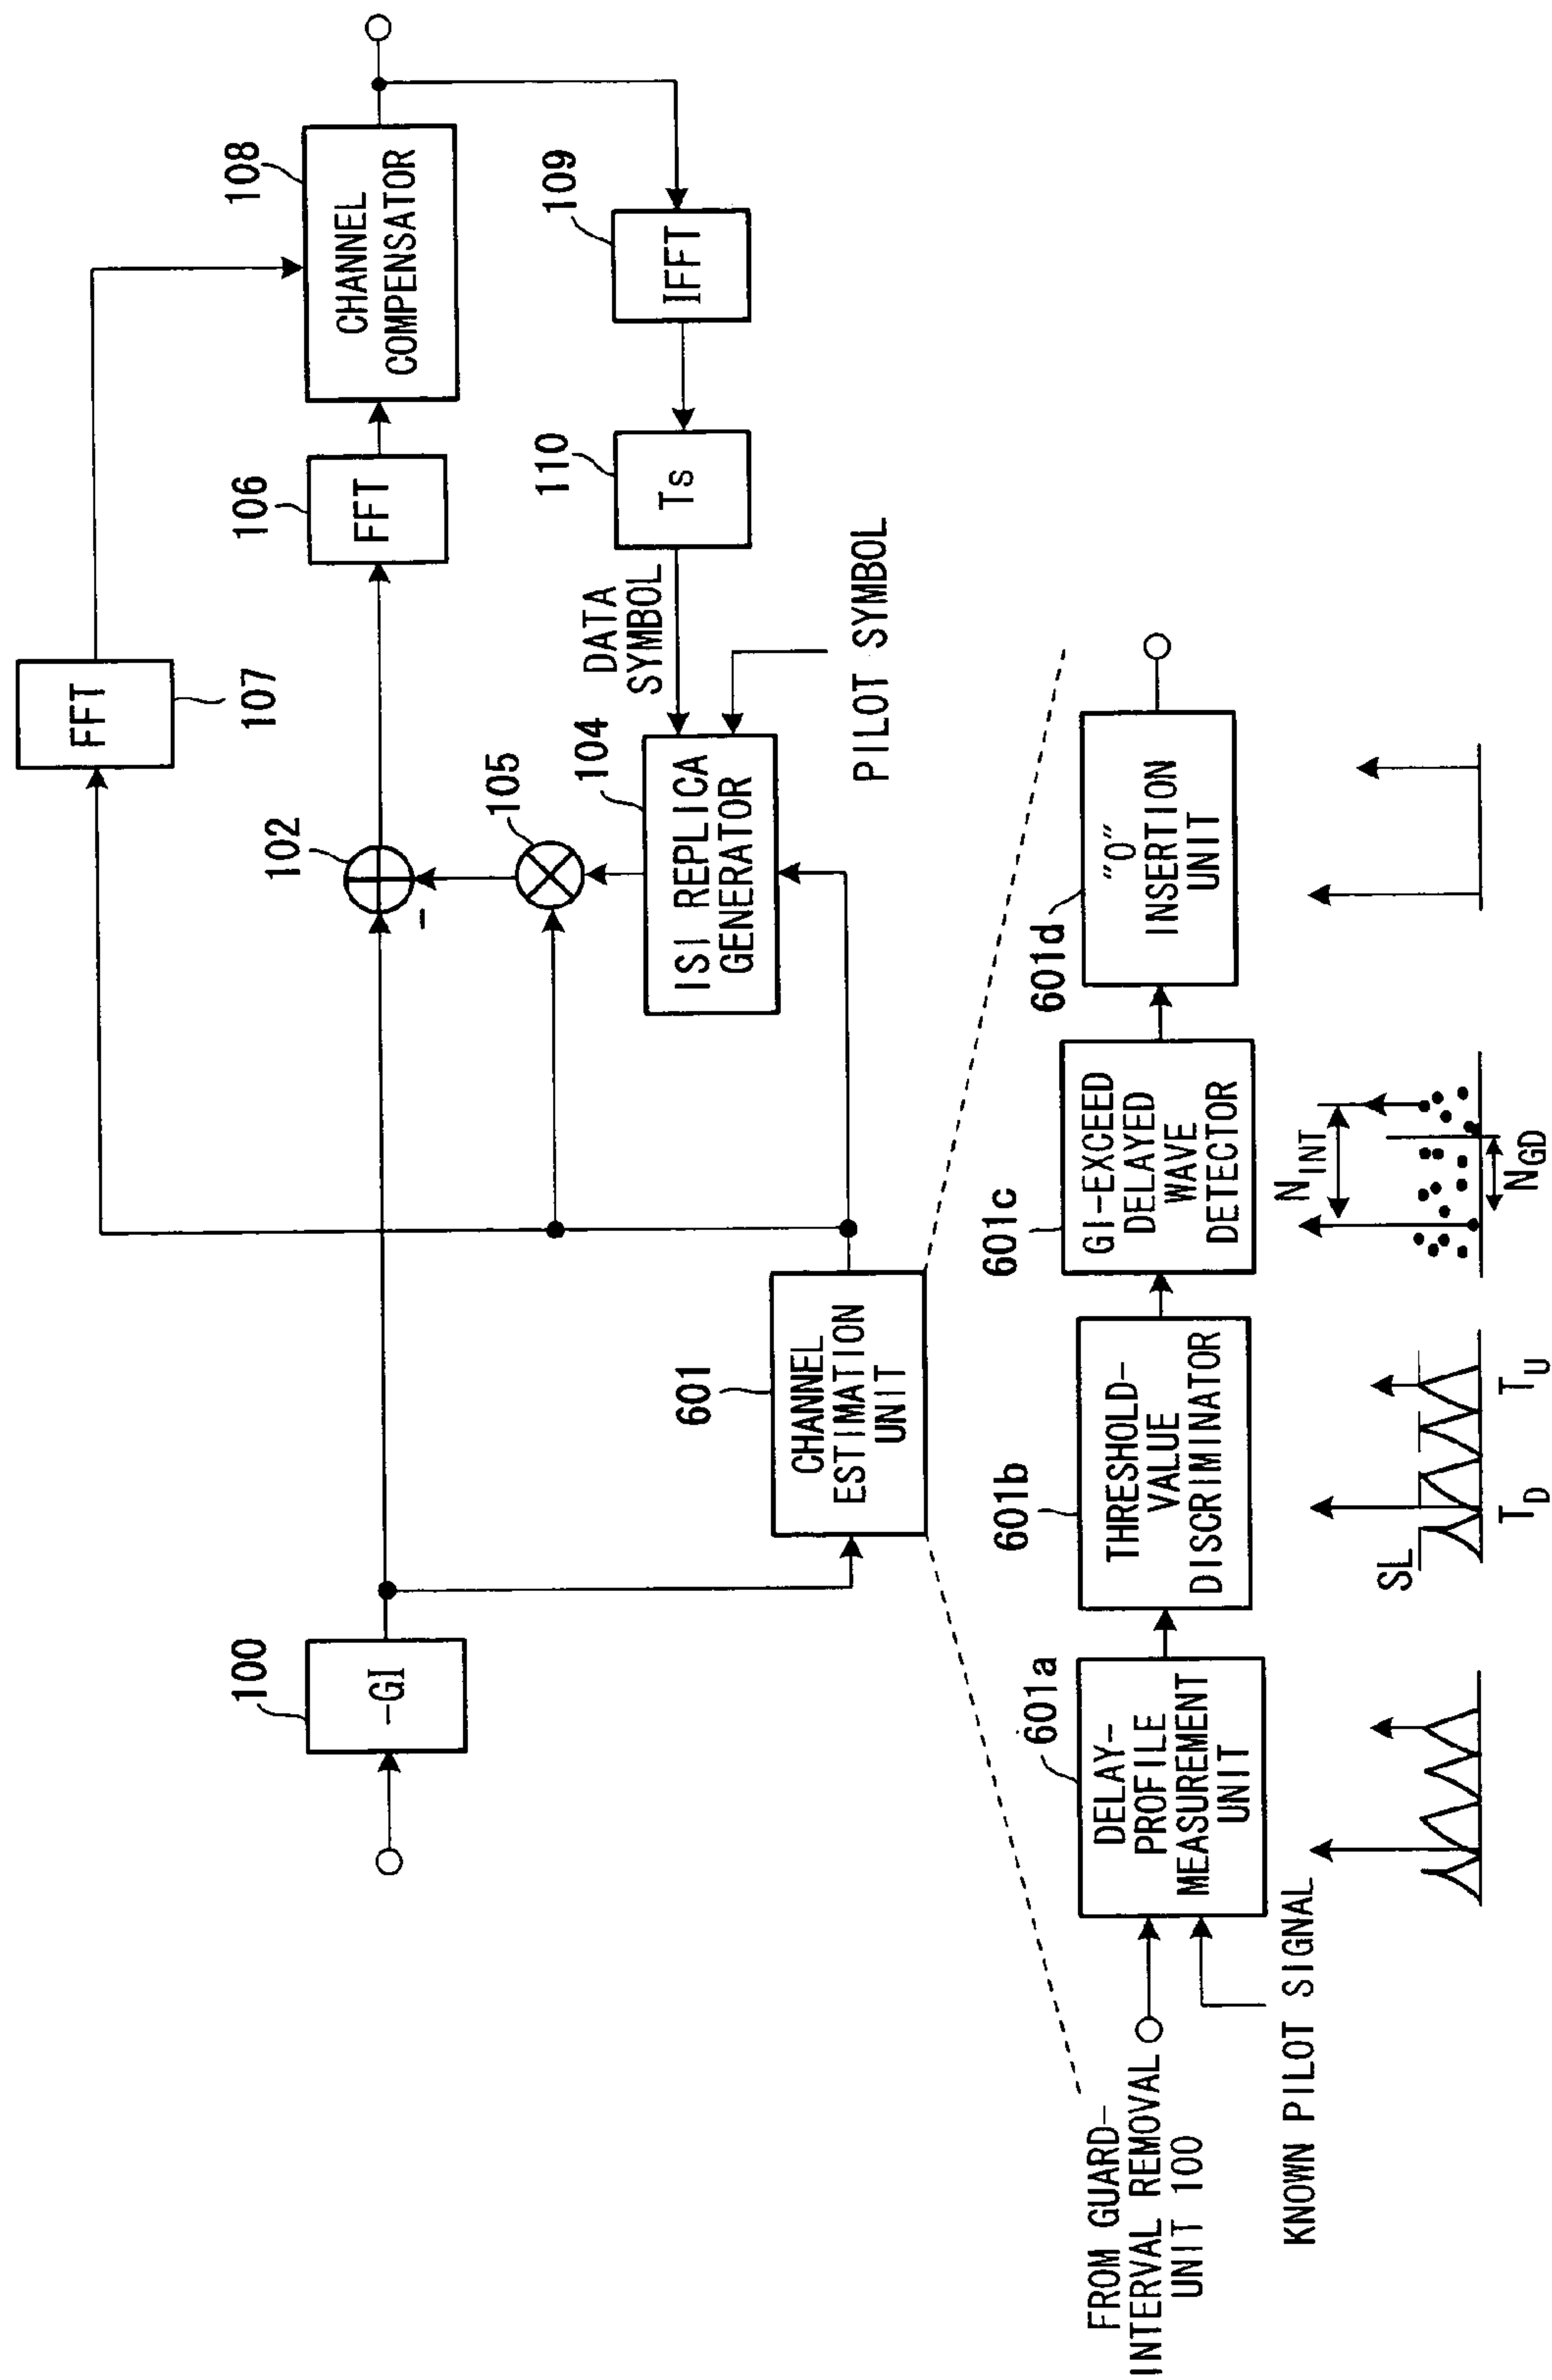 FFT
107
108
CHANNEL
COMPENSATOR
102
106
FFT
100
-GI
-
105
109
IFFT
110
Ts
DATA
SYMBOL
104
ISI REPLICA
GENERATOR
PILOT SYMBOL
601
CHANNEL
ESTIMATION
UNIT
FROM GUARD-
INTERVAL REMOVAL
UNIT 100
KNOWN PILOT SIGNAL
601a
DELAY-
PROFILE
MEASUREMENT
UNIT
601b
THRESHOLD-
VALUE
DISCRIMINATOR
601c
GI-EXCEED
DELAYED
WAVE
DETECTOR
601d
"0"
INSERTION
UNIT
SL
TD
TU
NINT
NGD